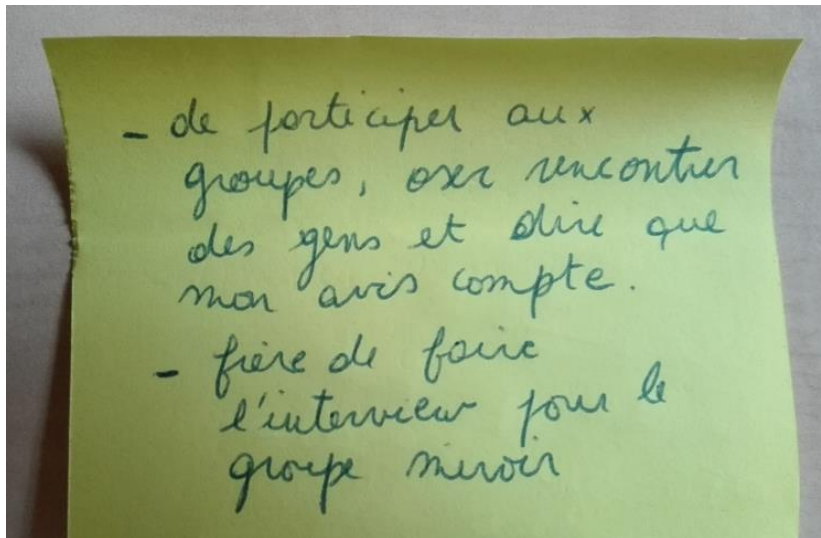 - de participer aux
groupes, oser rencontrer
des gens et dire que
mon avis compte.
- fière de faire
l'interview pour le
groupe miroir